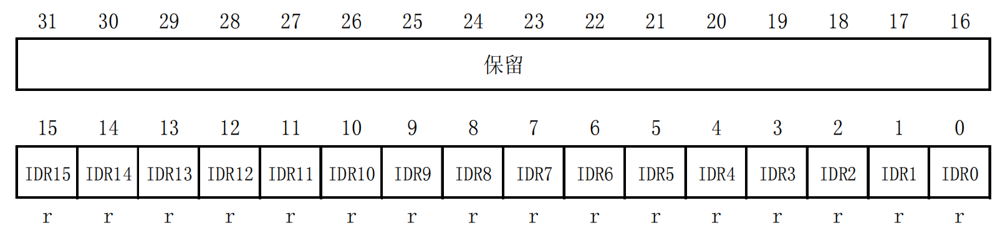 31 30 29 28 27 26 25 24 23 22 21 20 19 18 17 16
保留
15 14 13 12 11 10 9 8 7 6 5 4 3 2 1 0
IDR15 IDR14 IDR13 IDR12 IDR11 IDR10 IDR9 IDR8 IDR7 IDR6 IDR5 IDR4 IDR3 IDR2 IDR1 IDR0
r r r r r r r r r r r r r r r r